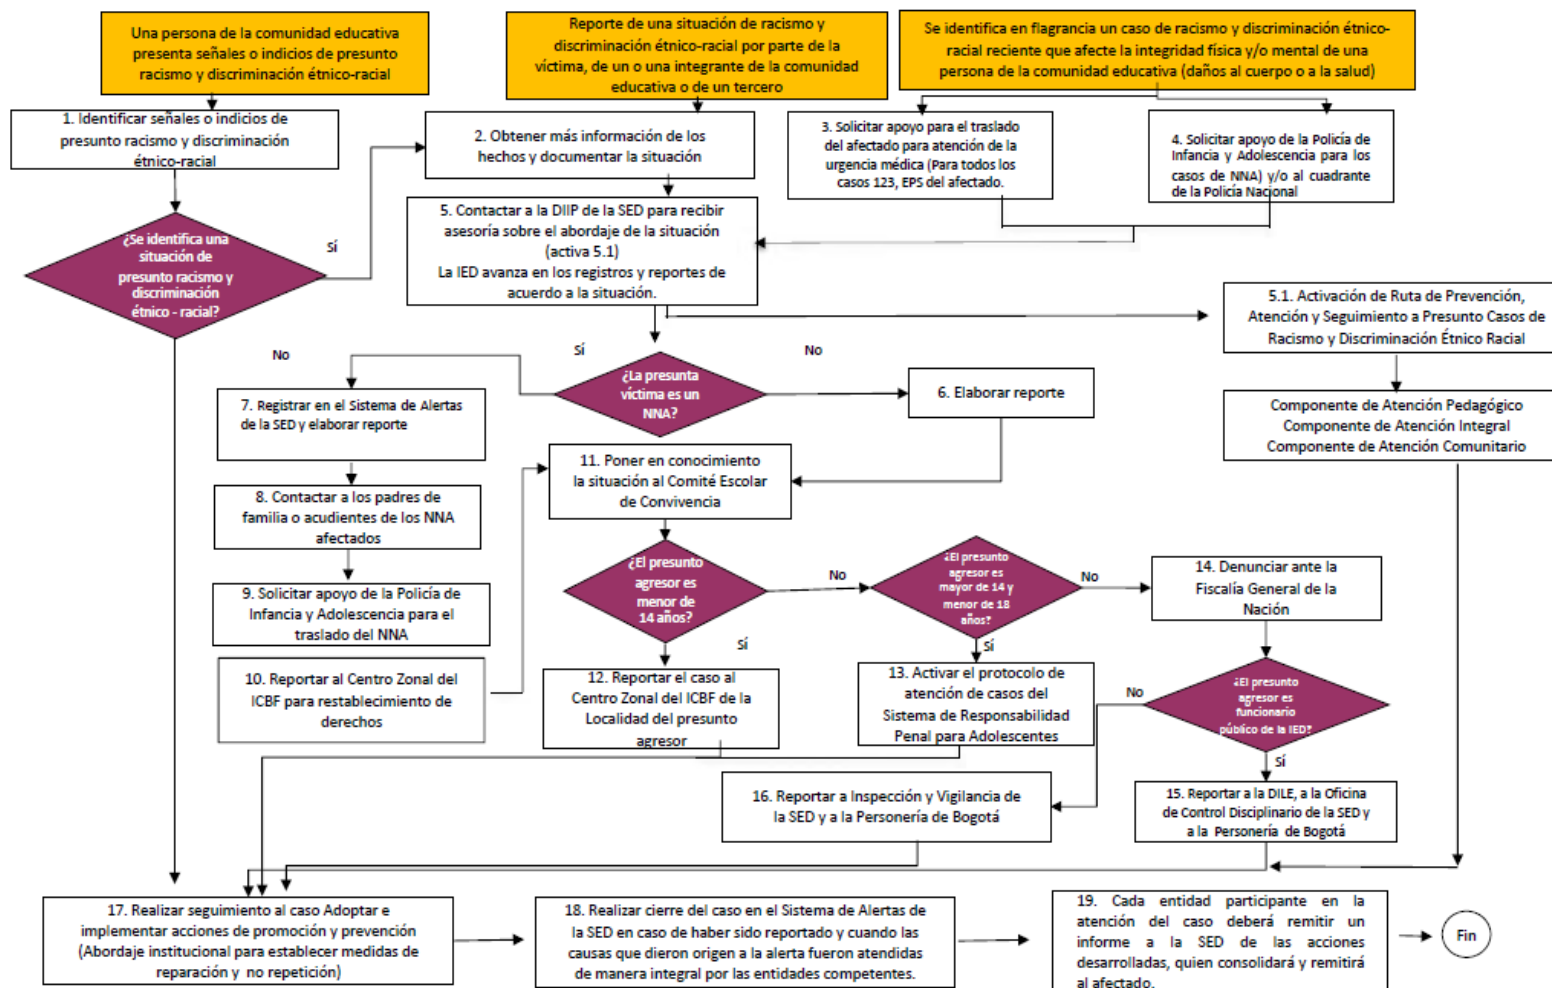 Una persona de la comunidad educativa
presenta señales o indicios de presunto
racismo y discriminación étnico-racial
Reporte de una situación de racismo y
discriminación étnico-racial por parte de la
víctima, de un o una integrante de la comunidad
educativa o de un tercero
Se identifica en flagrancia un caso de racismo y discriminación étnico-
racial reciente que afecte la integridad física y/o mental de una
persona de la comunidad educativa (daños al cuerpo o a la salud)
1. Identificar señales o indicios de
presunto racismo y discriminación
étnico-racial
2. Obtener más información de los
hechos y documentar la situación
3. Solicitar apoyo para el traslado
del afectado para atención de la
urgencia médica (Para todos los
casos 123, EPS del afectado.
4. Solicitar apoyo de la Policía de
Infancia y Adolescencia para los
casos de NNA) y/o al cuadrante
de la Policía Nacional
¿Se identifica una
situación de
presunto racismo y
discriminación
étnico - racial?
Sí
5. Contactar a la DIIP de la SED para recibir
asesoría sobre el abordaje de la situación
(activa 5.1)
La IED avanza en los registros y reportes de
acuerdo a la situación.
5.1. Activación de Ruta de Prevención,
Atención y Seguimiento a Presunto Casos de
Racismo y Discriminación Étnico Racial
No
Sí
No
¿La presunta
víctima es un
NNA?
6. Elaborar reporte
7. Registrar en el Sistema de Alertas
de la SED y elaborar reporte
Componente de Atención Pedagógico
Componente de Atención Integral
Componente de Atención Comunitario
11. Poner en conocimiento
la situación al Comité Escolar
de Convivencia
8. Contactar a los padres de
familia o acudientes de los NNA
afectados
¿El presunto
agresor es
menor de
14 años?
No
¿El presunto
agresor es
mayor de 14 y
menor de 18
años?
No
14. Denunciar ante la
Fiscalía General de la
Nación
9. Solicitar apoyo de la Policía de
Infancia y Adolescencia para el
traslado del NNA
Sí
Sí
10. Reportar al Centro Zonal del
ICBF para restablecimiento de
derechos
12. Reportar el caso al
Centro Zonal del ICBF de la
Localidad del presunto
agresor
13. Activar el protocolo de
atención de casos del
Sistema de Responsabilidad
Penal para Adolescentes
No
¿El presunto
agresor es
funcionario
público de la IED?
Sí
16. Reportar a Inspección y Vigilancia de
la SED y a la Personería de Bogotá
15. Reportar a la DILE, a la Oficina
de Control Disciplinario de la SED y
a la Personería de Bogotá
17. Realizar seguimiento al caso Adoptar e
implementar acciones de promoción y prevención
(Abordaje institucional para establecer medidas de
reparación y no repetición)
18. Realizar cierre del caso en el Sistema de Alertas de
la SED en caso de haber sido reportado y cuando las
causas que dieron origen a la alerta fueron atendidas
de manera integral por las entidades competentes.
19. Cada entidad participante en la
atención del caso deberá remitir un
informe a la SED de las acciones
desarrolladas, quien consolidará y remitirá
al afectado.
Fin